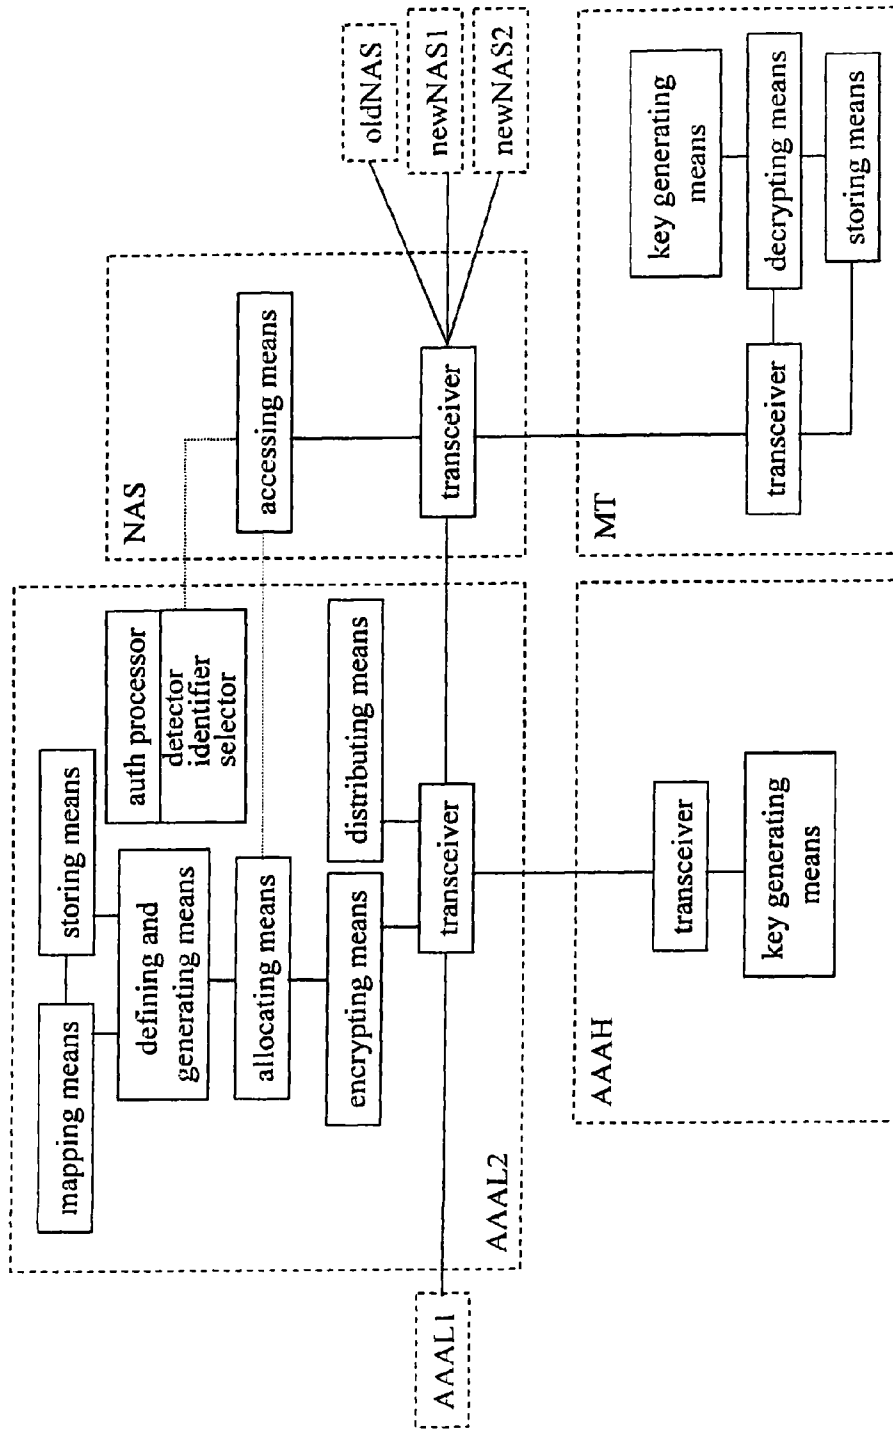 mapping means
storing means
defining and
generating means
auth processor
detector
identifier
selector
allocating means
encrypting means
distributing means
transceiver
AAAL2
AAAL1
NAS
accessing means
transceiver
oldNAS
newNAS1
newNAS2
AAAH
transceiver
key generating
means
MT
transceiver
key generating
means
decrypting means
storing means